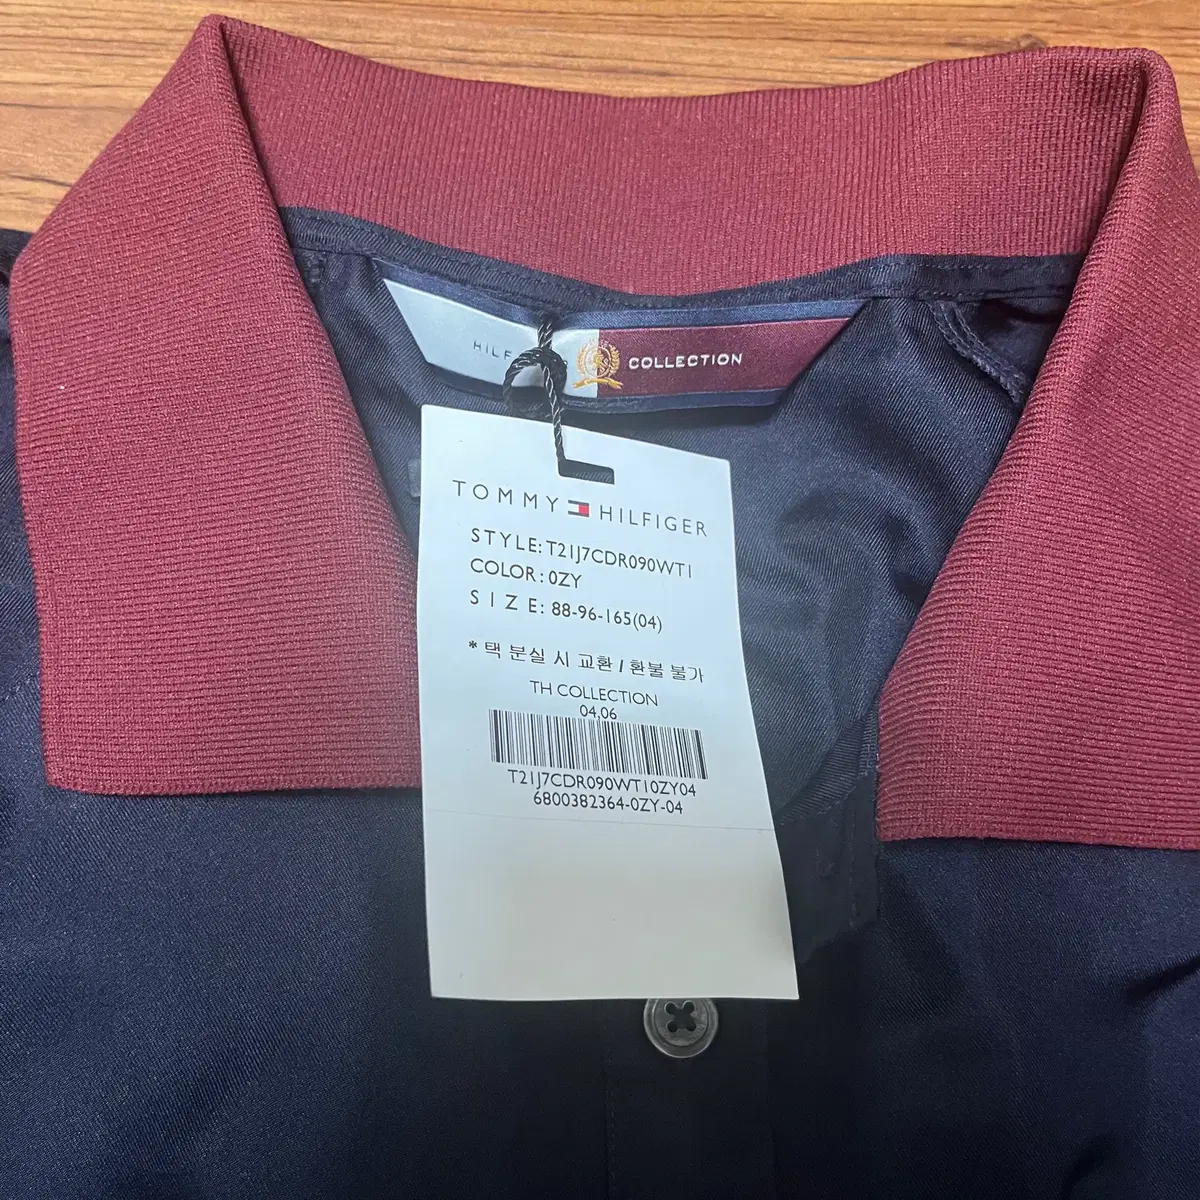 HILF
COLLECTION
TOMMY HILFIGER
STYLE: T21J7CDR090WT1
COLOR: 0ZY
SIZE: 88-96-165(04)
* 택 분실 시 교환 / 환불 불가
TH COLLECTION
04,06
T21J7CDR090WT10ZY04
6800382364-0ZY-04